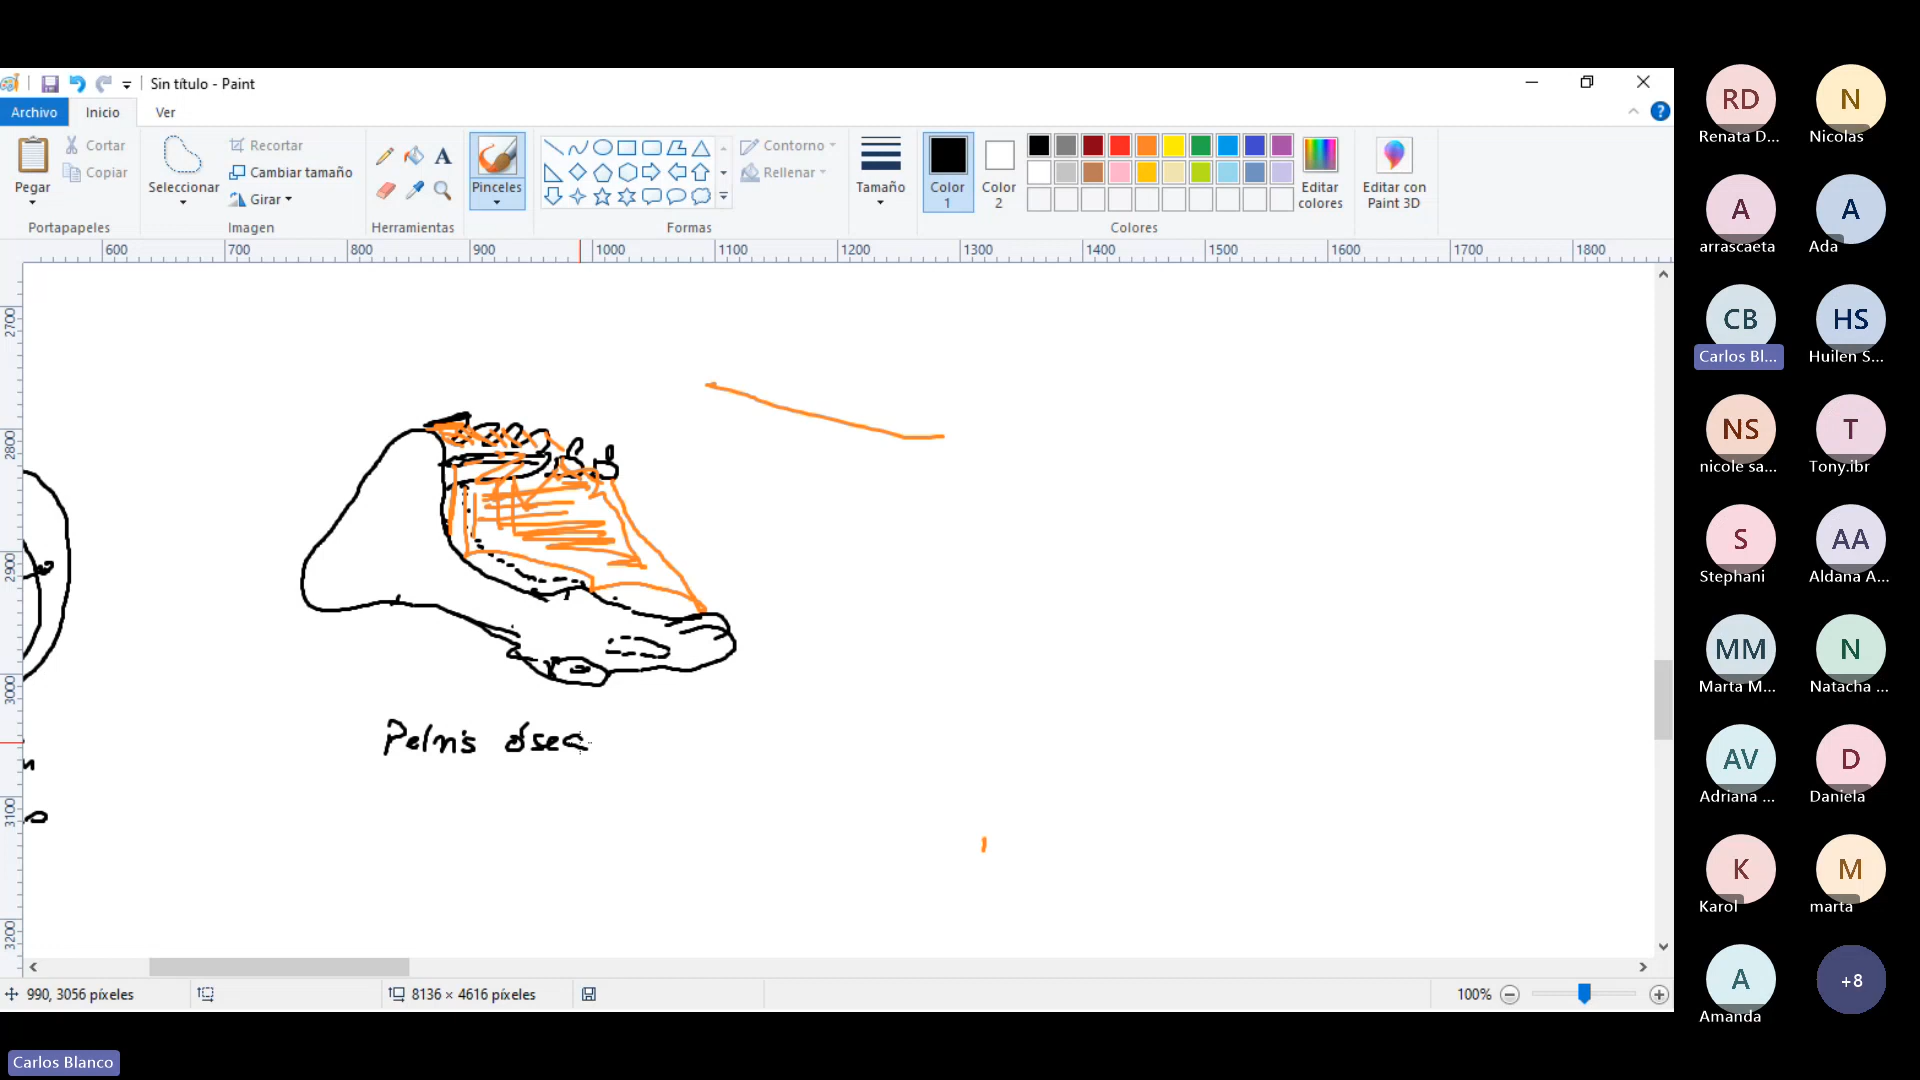 Sin título - Paint
Archivo Inicio Ver
Pegar
Cortar
Copiar
Portapapeles
Seleccionar
Recortar
Cambiar tamaño
Girar
Imagen
Herramientas
Pinceles
Formas
Contorno
Rellenar
Tamaño
Color 1
Color 2
Editar colores
Colores
Editar con Paint 3D
600 700 800 900 1000 1100 1200 1300 1400 1500 1600 1700 1800
2700
2800
2900
3000
3100
3200
Pelvis ósea
990, 3056 píxeles
8136 × 4616 píxeles
100%
RD
Renata D...
N
Nicolas
A
arrascaeta
A
Ada
CB
Carlos Bl...
HS
Huilen S...
NS
nicole sa...
T
Tony.ibr
S
Stephani
AA
Aldana A...
MM
Marta M...
N
Natacha ...
AV
Adriana ...
D
Daniela
K
Karol
M
marta
A
Amanda
+8
Carlos Blanco